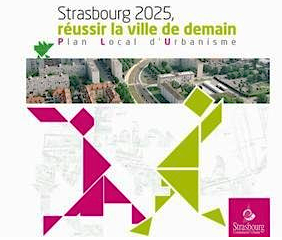 Strasbourg 2025,
réussir la ville de demain
Plan Local d'Urbanisme
Strasbourg